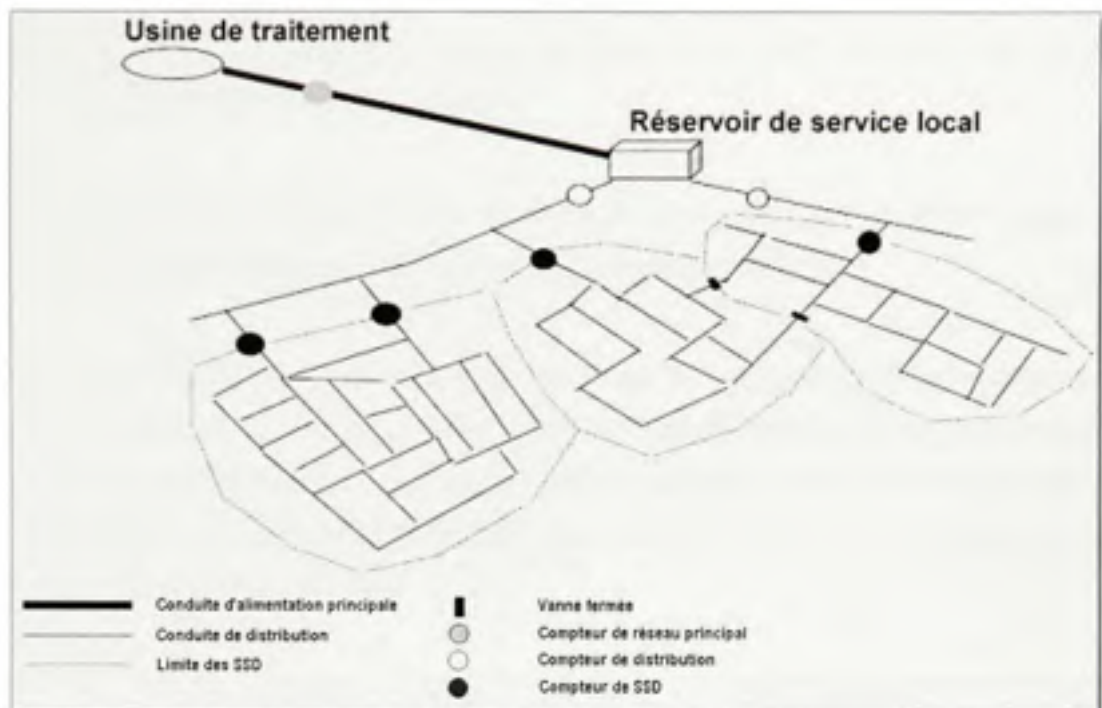 Usine de traitement
Réservoir de service local
Conduite d'alimentation principale
Conduite de distribution
Limite des SSD
Vanne fermée
Compteur de réseau principal
Compteur de distribution
Compteur de SSD